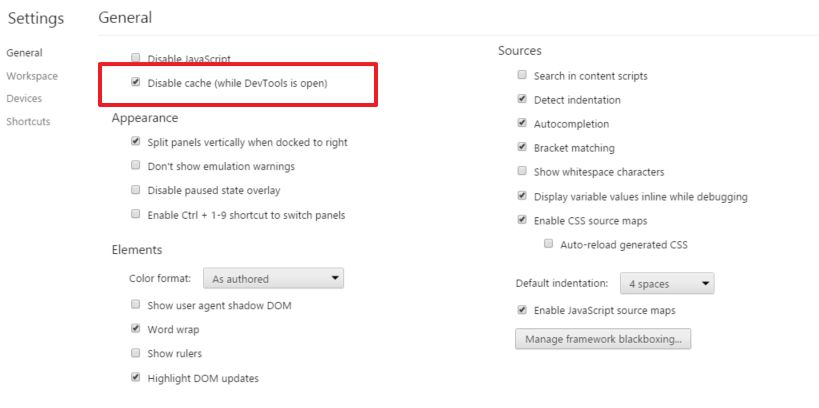 Settings
General
Workspace
Devices
Shortcuts
General
Disable JavaScript
Disable cache (while DevTools is open)
Appearance
Split panels vertically when docked to right
Don't show emulation warnings
Disable paused state overlay
Enable Ctrl + 1-9 shortcut to switch panels
Elements
Color format: As authored
Show user agent shadow DOM
Word wrap
Show rulers
Highlight DOM updates
Sources
Search in content scripts
Detect indentation
Autocompletion
Bracket matching
Show whitespace characters
Display variable values inline while debugging
Enable CSS source maps
Auto-reload generated CSS
Default indentation: 4 spaces
Enable JavaScript source maps
Manage framework blackboxing...